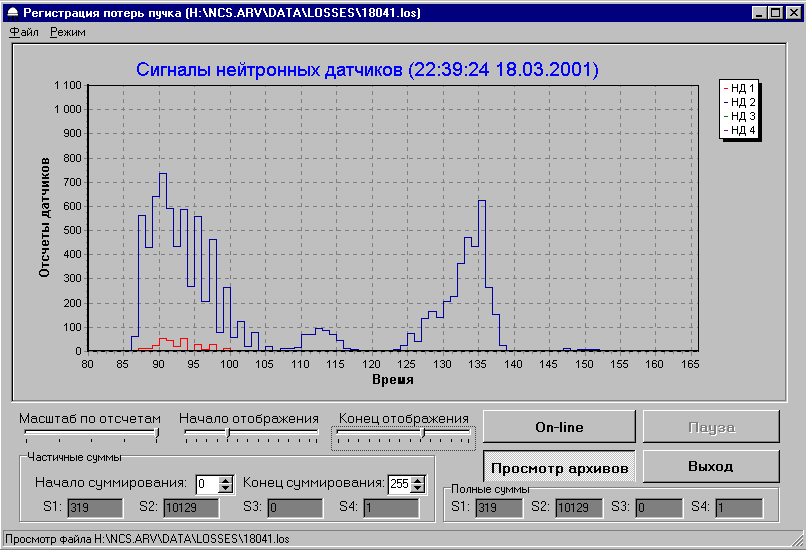 Регистрация потерь пучка (H:\NCS.ARV\DATA\LOSSES\18041.los)
Файл Режим
Сигналы нейтронных датчиков (22:39:24 18.03.2001)
Отсчеты датчиков
1 100
1 000
900
800
700
600
500
400
300
200
100
0
80 85 90 95 100 105 110 115 120 125 130 135 140 145 150 155 160 165
Время
НД 1
НД 2
НД 3
НД 4
Масштаб по отсчетам Начало отображения Конец отображения
On-line Пауза
Просмотр архивов Выход
Частичные суммы
Начало суммирования: 0 Конец суммирования: 255
S1: 319 S2: 10129 S3: 0 S4: 1
Полные суммы
S1: 319 S2: 10129 S3: 0 S4: 1
Просмотр файла H:\NCS.ARV\DATA\LOSSES\18041.los